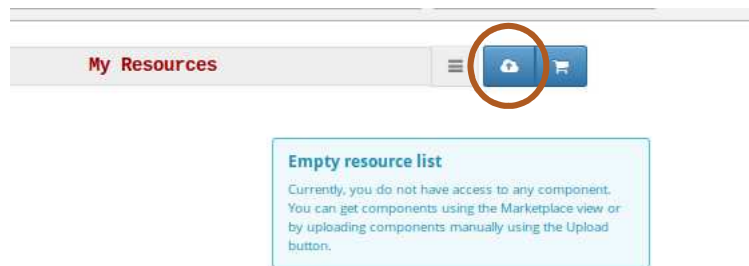 My Resources
Empty resource list
Currently, you do not have access to any component.
You can get components using the Marketplace view or
by uploading components manually using the Upload
button.